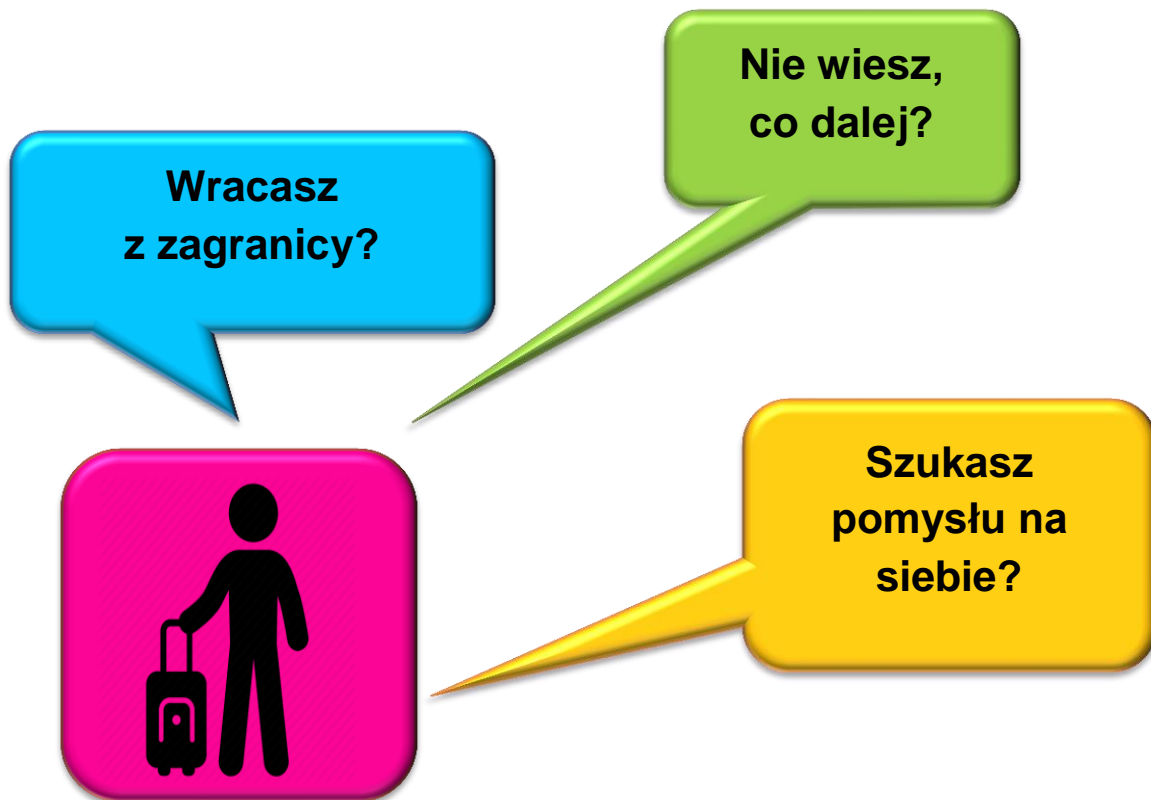 Nie wiesz,
co dalej?
Wracasz
z zagranicy?
Szukasz
pomysłu na
siebie?